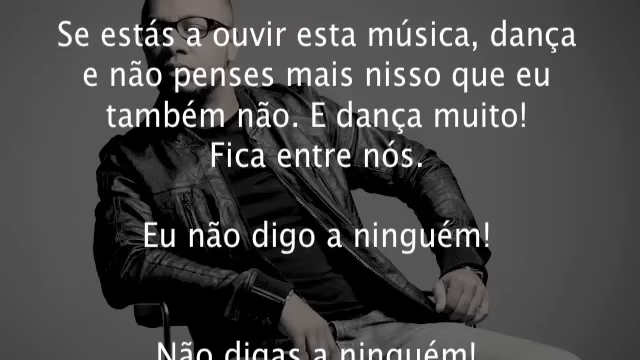 Se estás a ouvir esta música, dança
e não penses mais nisso que eu
também não. E dança muito!
Fica entre nós.
Eu não digo a ninguém!
Não digas a ninguém!